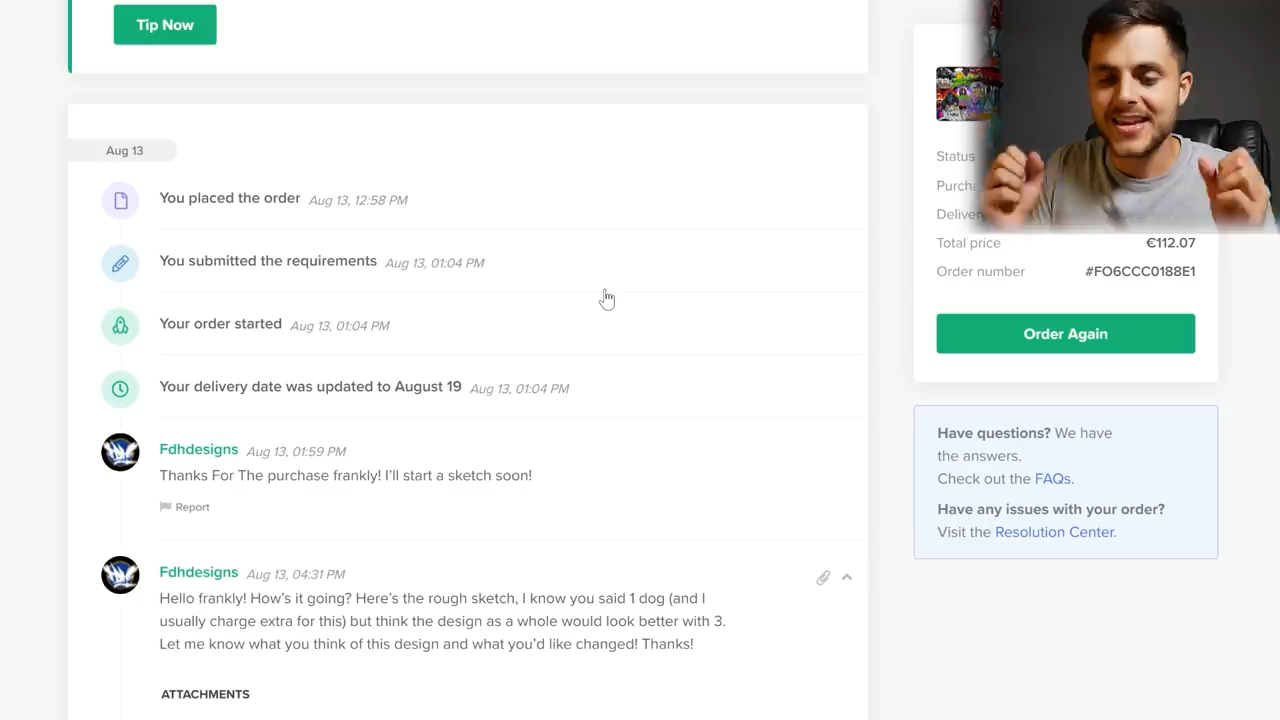 Tip Now
Aug 13
You placed the order Aug 13, 12:58 PM
You submitted the requirements Aug 13, 01:04 PM
Your order started Aug 13, 01:04 PM
Your delivery date was updated to August 19 Aug 13, 01:04 PM
Fdhdesigns Aug 13, 01:59 PM
Thanks For The purchase frankly! I'll start a sketch soon!
Report
Fdhdesigns Aug 13, 04:31 PM
Hello frankly! How's it going? Here's the rough sketch, I know you said 1 dog (and I
usually charge extra for this) but think the design as a whole would look better with 3.
Let me know what you think of this design and what you'd like changed! Thanks!
ATTACHMENTS
Status
Total price €112.07
Order number #FO6CCC0188E1
Order Again
Have questions? We have
the answers.
Check out the FAQs.
Have any issues with your order?
Visit the Resolution Center.